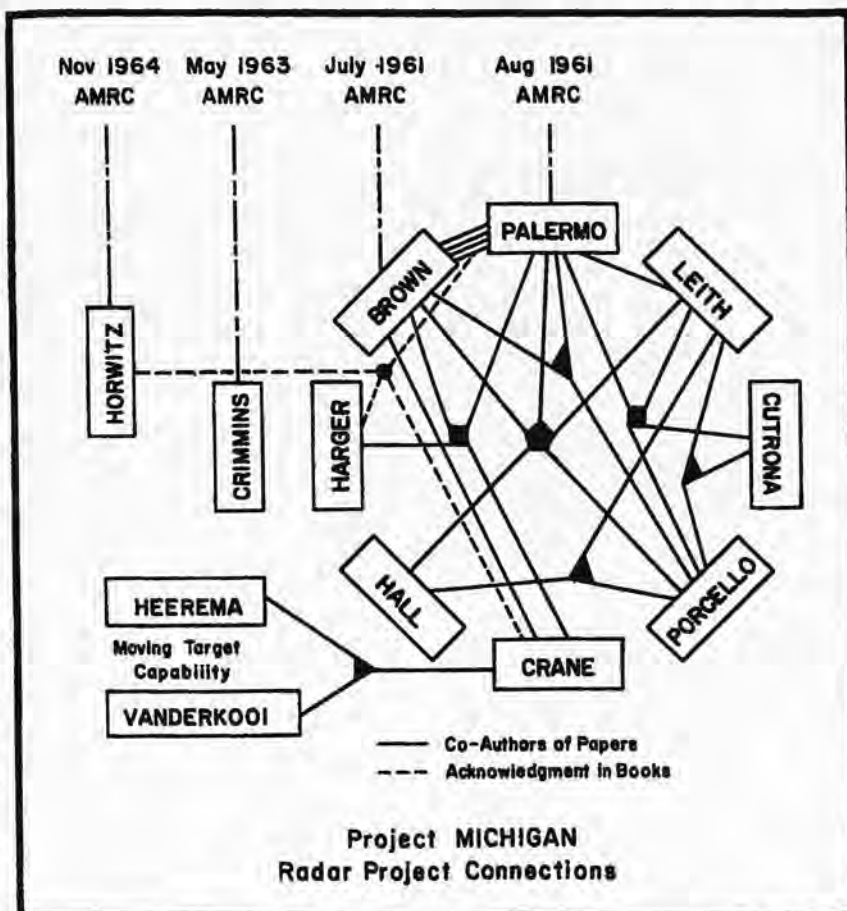 Nov 1964 May 1963 July 1961 Aug 1961
AMRC AMRC AMRC AMRC
PALERMO
BROWN
LEITH
HORWITZ
CRIMMINS
HARGER
CUTRONA
HALL
PORCELLO
HEEREMA
Moving Target
Capability
CRANE
VANDERKOOI
Co-Authors of Papers
Acknowledgment in Books
Project MICHIGAN
Radar Project Connections